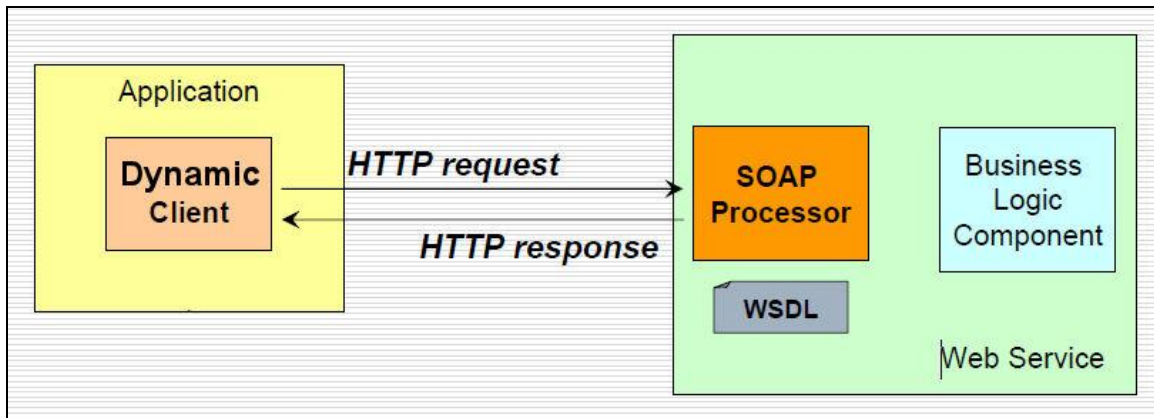 Application
Dynamic
Client
HTTP request
HTTP response
SOAP
Processor
WSDL
Business
Logic
Component
Web Service